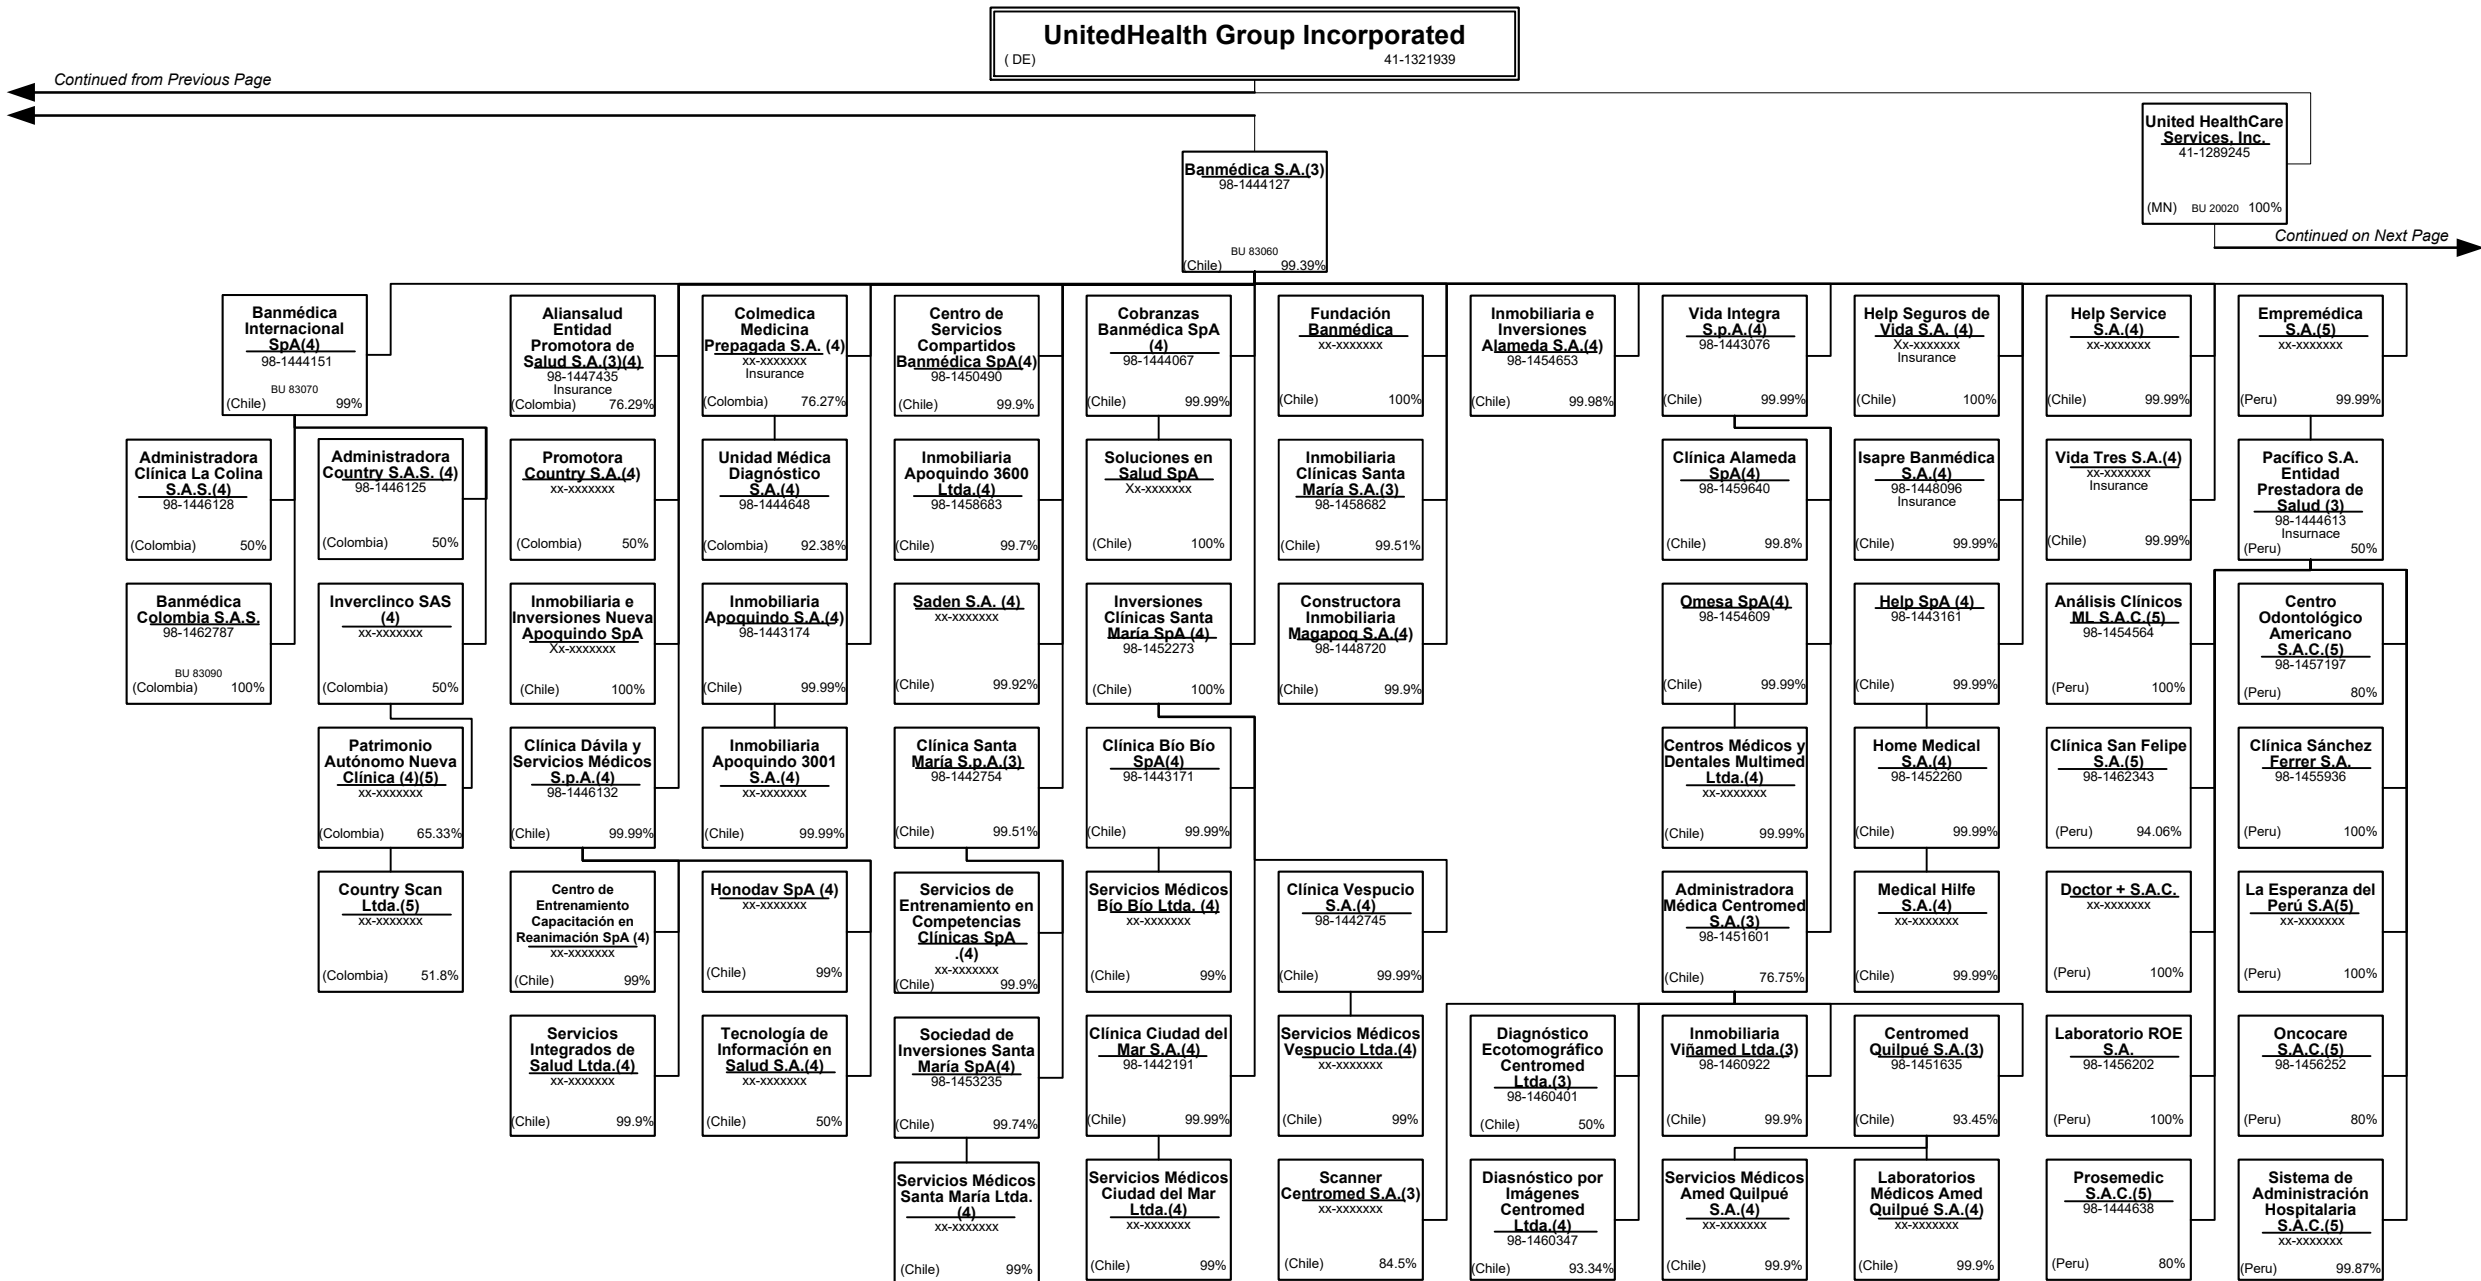 UnitedHealth Group Incorporated
( DE) 41-1321939
Continued from Previous Page
United HealthCare
Services, Inc.
41-1289245
(MN) BU 20020 100%
Continued on Next Page
Banmédica S.A.(3)
98-1444127
BU 83060
(Chile) 99.39%
Banmédica
Internacional
SpA(4)
98-1444151
BU 83070
(Chile) 99%
Aliansalud
Entidad
Promotora de
Salud S.A.(3)(4)
98-1447435
Insurance
(Colombia) 76.29%
Colmedica
Medicina
Prepagada S.A. (4)
xx-xxxxxxx
Insurance
(Colombia) 76.27%
Centro de
Servicios
Compartidos
Banmédica SpA(4)
98-1450490
(Chile) 99.9%
Cobranzas
Banmédica SpA
(4)
98-1444067
(Chile) 99.99%
Fundación
Banmédica
xx-xxxxxxx
(Chile) 100%
Inmobiliaria e
Inversiones
Alameda S.A.(4)
98-1454653
(Chile) 99.98%
Vida Integra
S.p.A.(4)
98-1443076
(Chile) 99.99%
Help Seguros de
Vida S.A. (4)
Xx-xxxxxxx
Insurance
(Chile) 100%
Help Service
S.A.(4)
xx-xxxxxxx
(Chile) 99.99%
Empremédica
S.A.(5)
xx-xxxxxxx
(Peru) 99.99%
Administradora
Clínica La Colina
S.A.S.(4)
98-1446128
(Colombia) 50%
Administradora
Country S.A.S. (4)
98-1446125
(Colombia) 50%
Promotora
Country S.A.(4)
xx-xxxxxxx
(Colombia) 50%
Unidad Médica
Diagnóstico
S.A.(4)
98-1444648
(Colombia) 92.38%
Inmobiliaria
Apoquindo 3600
Ltda.(4)
98-1458683
(Chile) 99.7%
Soluciones en
Salud SpA
Xx-xxxxxxx
(Chile) 100%
Inmobiliaria
Clínicas Santa
María S.A.(3)
98-1458682
(Chile) 99.51%
Clínica Alameda
SpA(4)
98-1459640
(Chile) 99.8%
Isapre Banmédica
S.A.(4)
98-1448096
Insurance
(Chile) 99.99%
Vida Tres S.A.(4)
xx-xxxxxxx
Insurance
(Chile) 99.99%
Pacífico S.A.
Entidad
Prestadora de
Salud (3)
98-1444613
Insurnace
(Peru) 50%
Banmédica
Colombia S.A.S.
98-1462787
BU 83090
(Colombia) 100%
Inverclinco SAS
(4)
xx-xxxxxxx
(Colombia) 50%
Inmobiliaria e
Inversiones Nueva
Apoquindo SpA
Xx-xxxxxxx
(Chile) 100%
Inmobiliaria
Apoquindo S.A.(4)
98-1443174
(Chile) 99.99%
Saden S.A. (4)
xx-xxxxxxx
(Chile) 99.92%
Inversiones
Clínicas Santa
María SpA (4)
98-1452273
(Chile) 100%
Constructora
Inmobiliaria
Magapoq S.A.(4)
98-1448720
(Chile) 99.9%
Omesa SpA(4)
98-1454609
(Chile) 99.99%
Help SpA (4)
98-1443161
(Chile) 99.99%
Análisis Clínicos
ML S.A.C.(5)
98-1454564
(Peru) 100%
Centro
Odontológico
Americano
S.A.C.(5)
98-1457197
(Peru) 80%
Patrimonio
Autónomo Nueva
Clínica (4)(5)
xx-xxxxxxx
(Colombia) 65.33%
Clínica Dávila y
Servicios Médicos
S.p.A.(4)
98-1446132
(Chile) 99.99%
Inmobiliaria
Apoquindo 3001
S.A.(4)
xx-xxxxxxx
(Chile) 99.99%
Clínica Santa
María S.p.A.(3)
98-1442754
(Chile) 99.51%
Clínica Bío Bío
SpA(4)
98-1443171
(Chile) 99.99%
Centros Médicos y
Dentales Multimed
Ltda.(4)
xx-xxxxxxx
(Chile) 99.99%
Home Medical
S.A.(4)
98-1452260
(Chile) 99.99%
Clínica San Felipe
S.A.(5)
98-1462343
(Peru) 94.06%
Clínica Sánchez
Ferrer S.A.
98-1455936
(Peru) 100%
Country Scan
Ltda.(5)
xx-xxxxxxx
(Colombia) 51.8%
Centro de
Entrenamiento
Capacitación en
Reanimación SpA (4)
xx-xxxxxxx
(Chile) 99%
Honodav SpA (4)
xx-xxxxxxx
(Chile) 99%
Servicios de
Entrenamiento en
Competencias
Clínicas SpA
.(4)
xx-xxxxxxx
(Chile) 99.9%
Servicios Médicos
Bío Bío Ltda. (4)
xx-xxxxxxx
(Chile) 99%
Clínica Vespucio
S.A.(4)
98-1442745
(Chile) 99.99%
Administradora
Médica Centromed
S.A.(3)
98-1451601
(Chile) 76.75%
Medical Hilfe
S.A.(4)
xx-xxxxxxx
(Chile) 99.99%
Doctor + S.A.C.
xx-xxxxxxx
(Peru) 100%
La Esperanza del
Perú S.A(5)
xx-xxxxxxx
(Peru) 100%
Servicios
Integrados de
Salud Ltda.(4)
xx-xxxxxxx
(Chile) 99.9%
Tecnología de
Información en
Salud S.A.(4)
xx-xxxxxxx
(Chile) 50%
Sociedad de
Inversiones Santa
María SpA(4)
98-1453235
(Chile) 99.74%
Clínica Ciudad del
Mar S.A.(4)
98-1442191
(Chile) 99.99%
Servicios Médicos
Vespucio Ltda.(4)
xx-xxxxxxx
(Chile) 99%
Diagnóstico
Ecotomográfico
Centromed
Ltda.(3)
98-1460401
(Chile) 50%
Inmobiliaria
Viñamed Ltda.(3)
98-1460922
(Chile) 99.9%
Centromed
Quilpué S.A.(3)
98-1451635
(Chile) 93.45%
Laboratorio ROE
S.A.
98-1456202
(Peru) 100%
Oncocare
S.A.C.(5)
98-1456252
(Peru) 80%
Servicios Médicos
Santa María Ltda.
(4)
xx-xxxxxxx
(Chile) 99%
Servicios Médicos
Ciudad del Mar
Ltda.(4)
xx-xxxxxxx
(Chile) 99%
Scanner
Centromed S.A.(3)
xx-xxxxxxx
(Chile) 84.5%
Diasnóstico por
Imágenes
Centromed
Ltda.(4)
98-1460347
(Chile) 93.34%
Servicios Médicos
Amed Quilpué
S.A.(4)
xx-xxxxxxx
(Chile) 99.9%
Laboratorios
Médicos Amed
Quilpué S.A.(4)
xx-xxxxxxx
(Chile) 99.9%
Prosemedic
S.A.C.(5)
98-1444638
(Peru) 80%
Sistema de
Administración
Hospitalaria
S.A.C.(5)
xx-xxxxxxx
(Peru) 99.87%